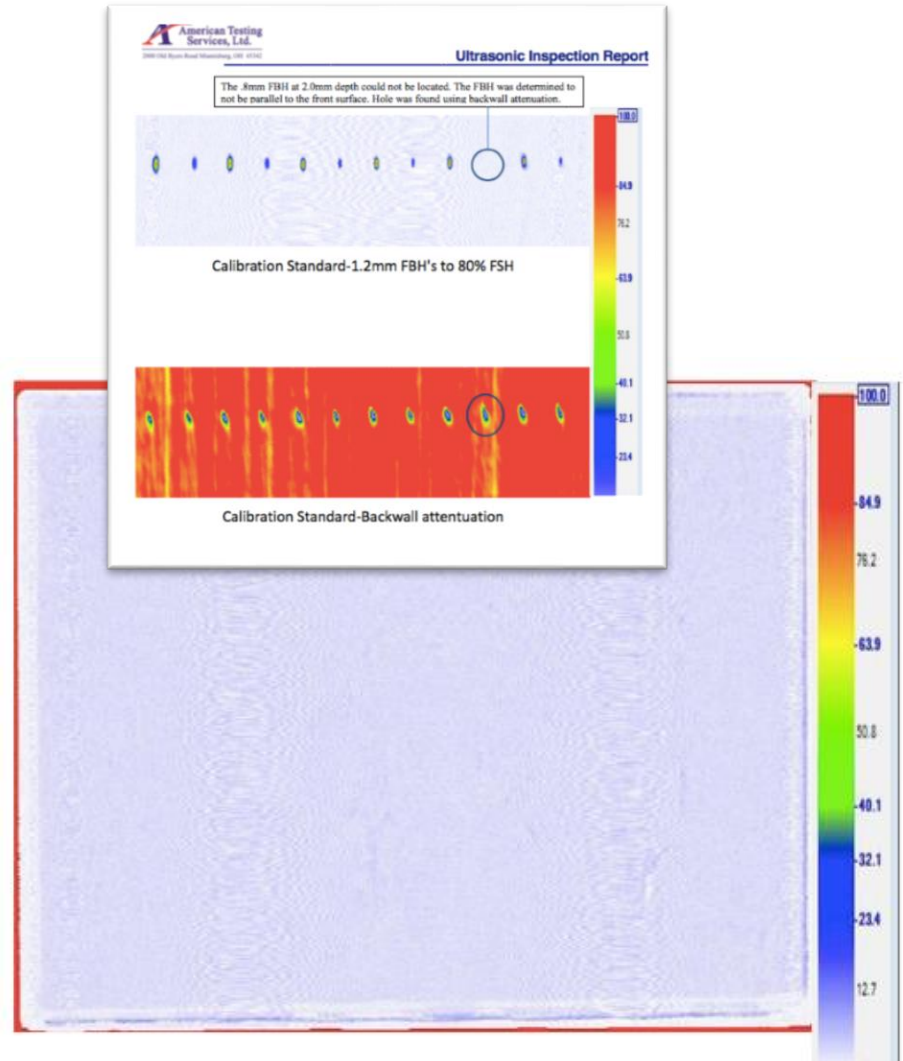 American Testing
Services, Ltd.
Ultrasonic Inspection Report
The .8mm FBH at 2.0mm depth could not be located. The FBH was determined to
not be parallel to the front surface. Hole was found using backwall attenuation.
100.0
84.9
76.2
63.9
50.8
40.1
32.1
23.4
Calibration Standard-1.2mm FBH's to 80% FSH
Calibration Standard-Backwall attentuation
100.0
84.9
76.2
63.9
50.8
40.1
32.1
23.4
12.7